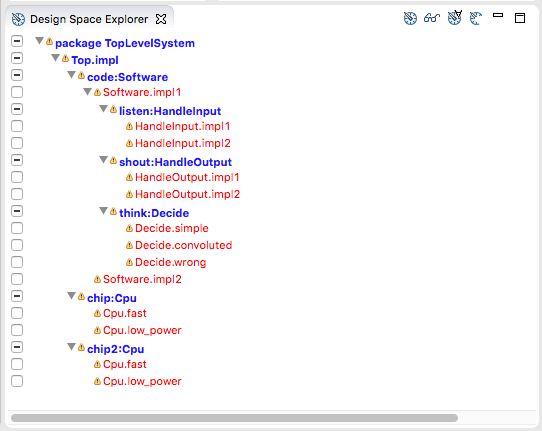 Design Space Explorer
package TopLevelSystem
Top.impl
code:Software
Software.impl1
listen:HandleInput
HandleInput.impl1
HandleInput.impl2
shout:HandleOutput
HandleOutput.impl1
HandleOutput.impl2
think:Decide
Decide.simple
Decide.convoluted
Decide.wrong
Software.impl2
chip:Cpu
Cpu.fast
Cpu.low_power
chip2:Cpu
Cpu.fast
Cpu.low_power